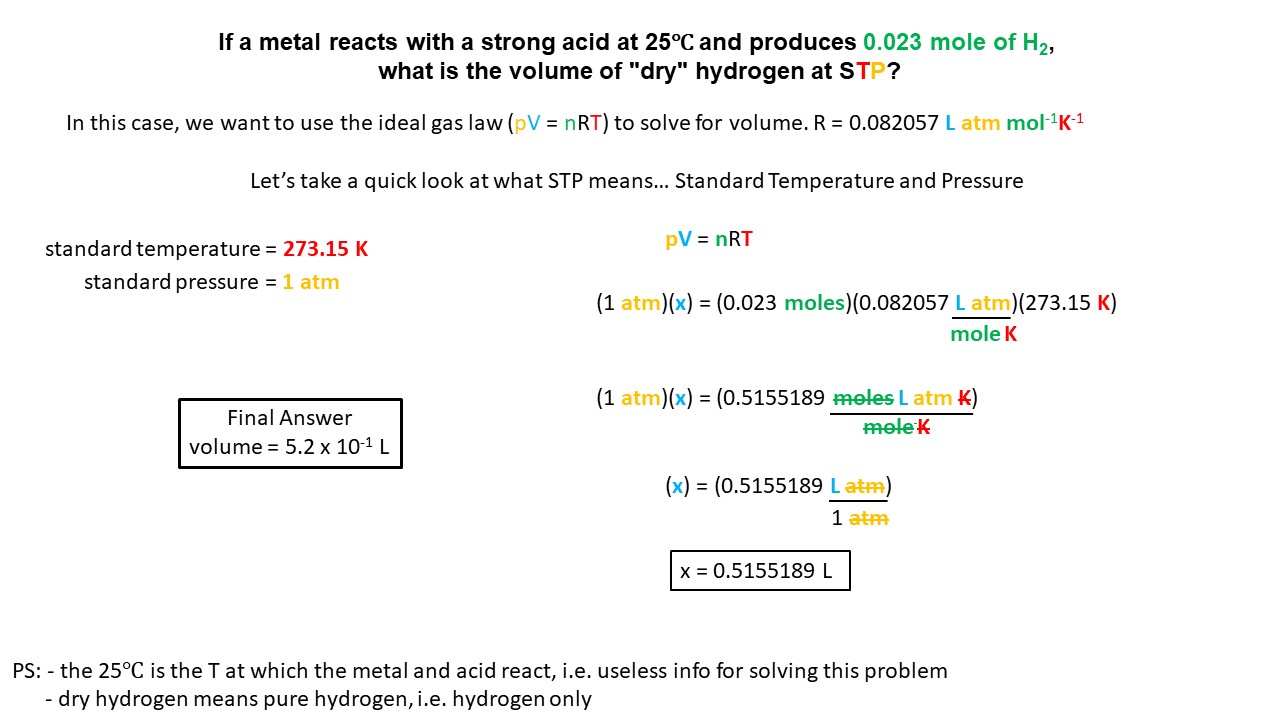 If a metal reacts with a strong acid at 25℃ and produces 0.023 mole of H₂,
what is the volume of "dry" hydrogen at STP?
In this case, we want to use the ideal gas law (pV = nRT) to solve for volume. R = 0.082057 L atm mol⁻¹K⁻¹
Let’s take a quick look at what STP means… Standard Temperature and Pressure
standard temperature = 273.15 K
standard pressure = 1 atm
pV = nRT
(1 atm)(x) = (0.023 moles)(0.082057 L atm)(273.15 K)
mole K
(1 atm)(x) = (0.5155189 moles L atm K)
mole K
Final Answer
volume = 5.2 x 10⁻¹ L
(x) = (0.5155189 L atm)
1 atm
x = 0.5155189 L
PS: - the 25℃ is the T at which the metal and acid react, i.e. useless info for solving this problem
- dry hydrogen means pure hydrogen, i.e. hydrogen only